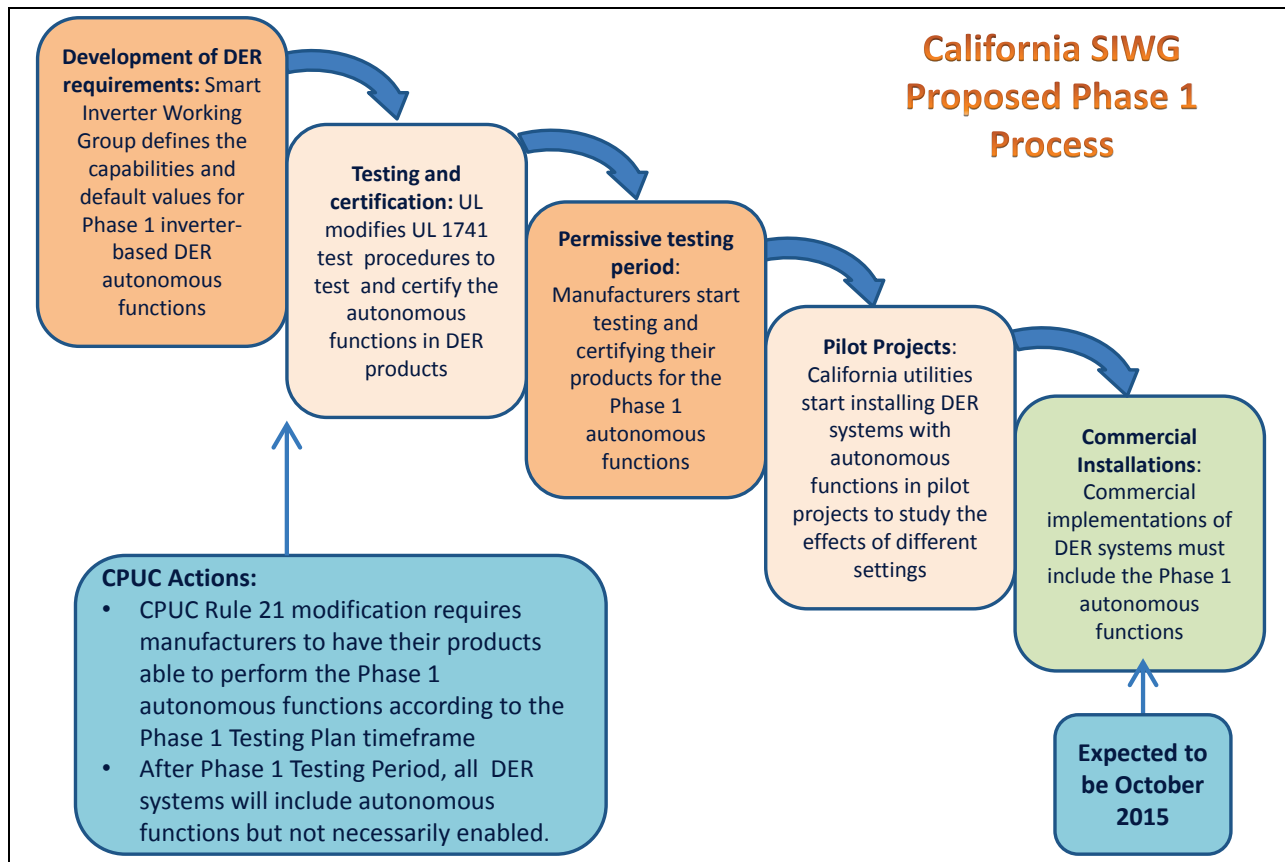 California SIWG
Proposed Phase 1
Process
Development of DER
requirements: Smart
Inverter Working
Group defines the
capabilities and
default values for
Phase 1 inverter-
based DER
autonomous
functions
Testing and
certification: UL
modifies UL 1741
test procedures to
test and certify the
autonomous
functions in DER
products
Permissive testing
period:
Manufacturers start
testing and
certifying their
products for the
Phase 1
autonomous
functions
Pilot Projects:
California utilities
start installing DER
systems with
autonomous
functions in pilot
projects to study the
effects of different
settings
Commercial
Installations:
Commercial
implementations of
DER systems must
include the Phase 1
autonomous
functions
CPUC Actions:
• CPUC Rule 21 modification requires
manufacturers to have their products
able to perform the Phase 1
autonomous functions according to the
Phase 1 Testing Plan timeframe
• After Phase 1 Testing Period, all DER
systems will include autonomous
functions but not necessarily enabled.
Expected to
be October
2015